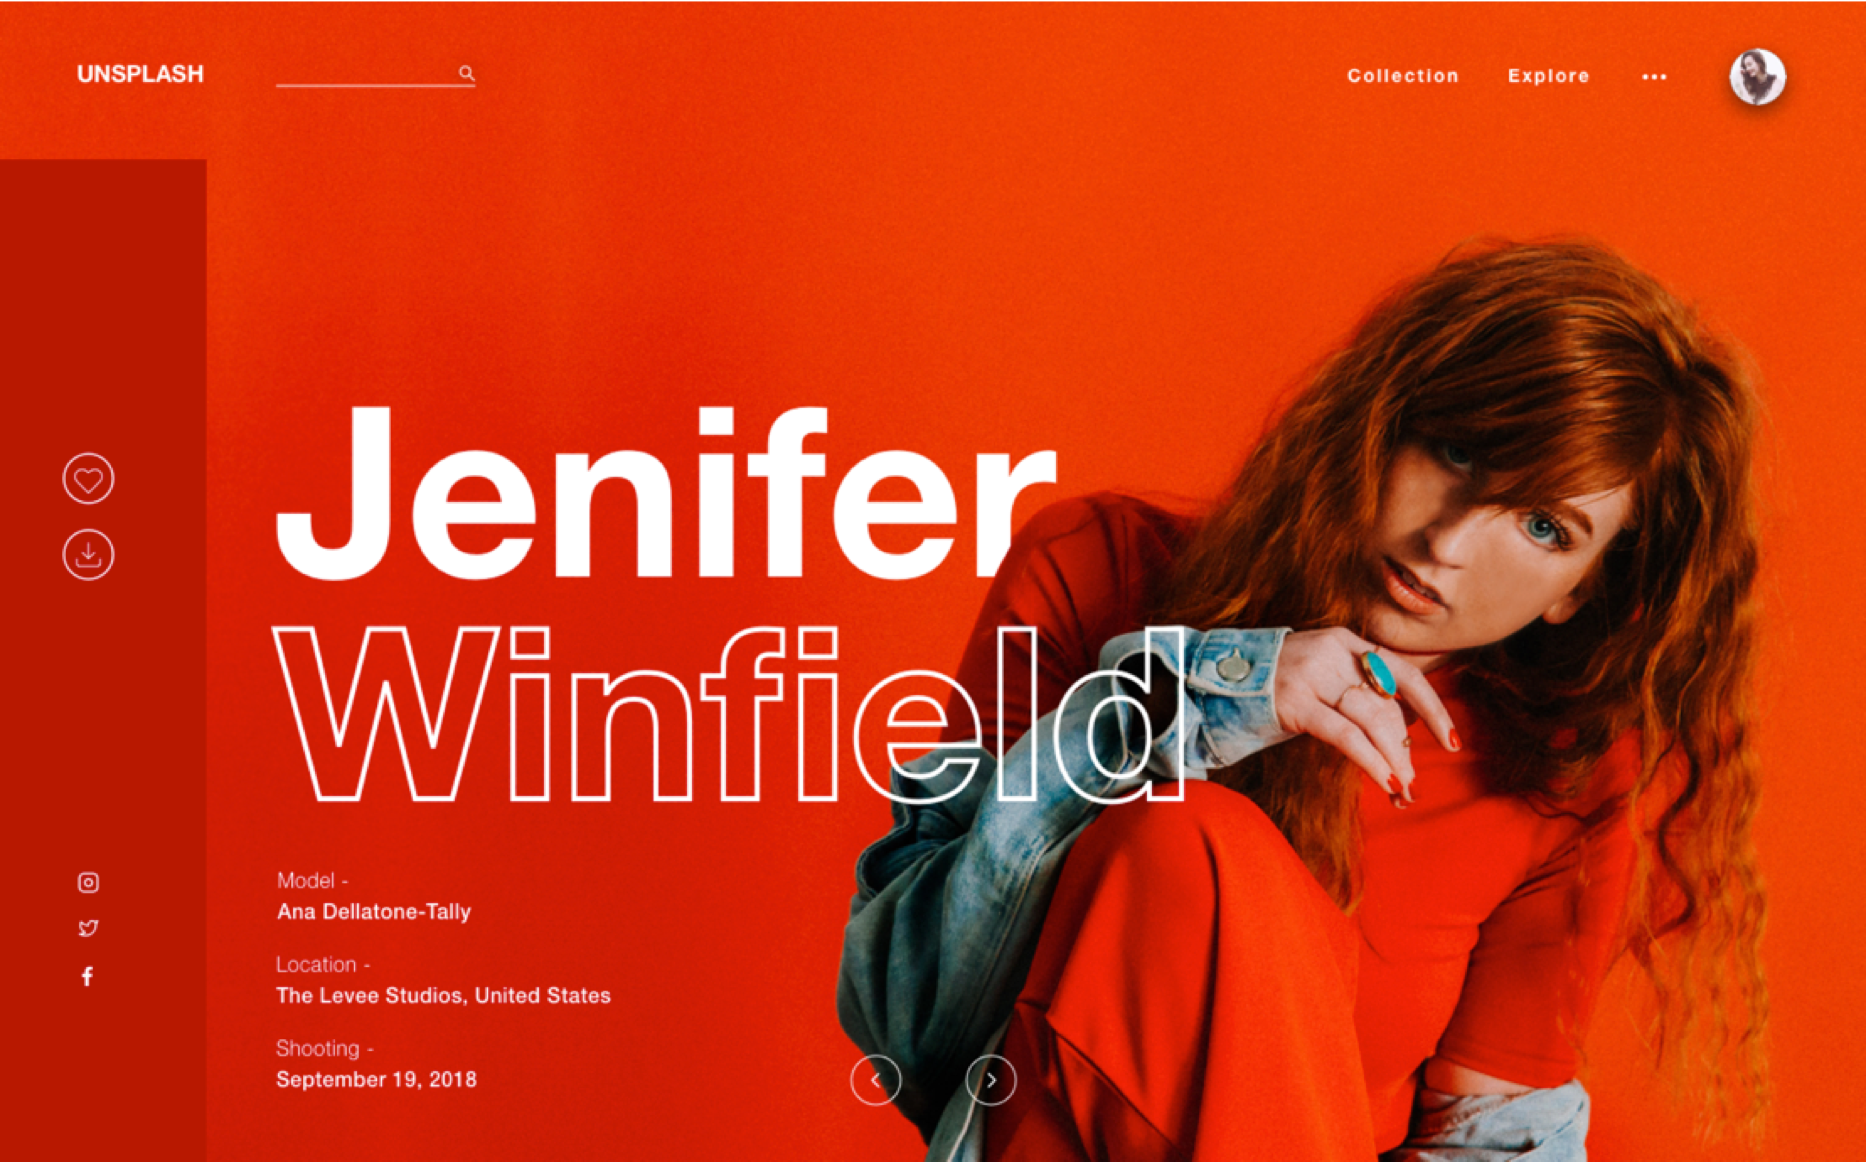 UNSPLASH
Collection
Explore
Jenifer
Winfield
Model -
Ana Dellatone-Tally
Location -
The Levee Studios, United States
Shooting -
September 19, 2018